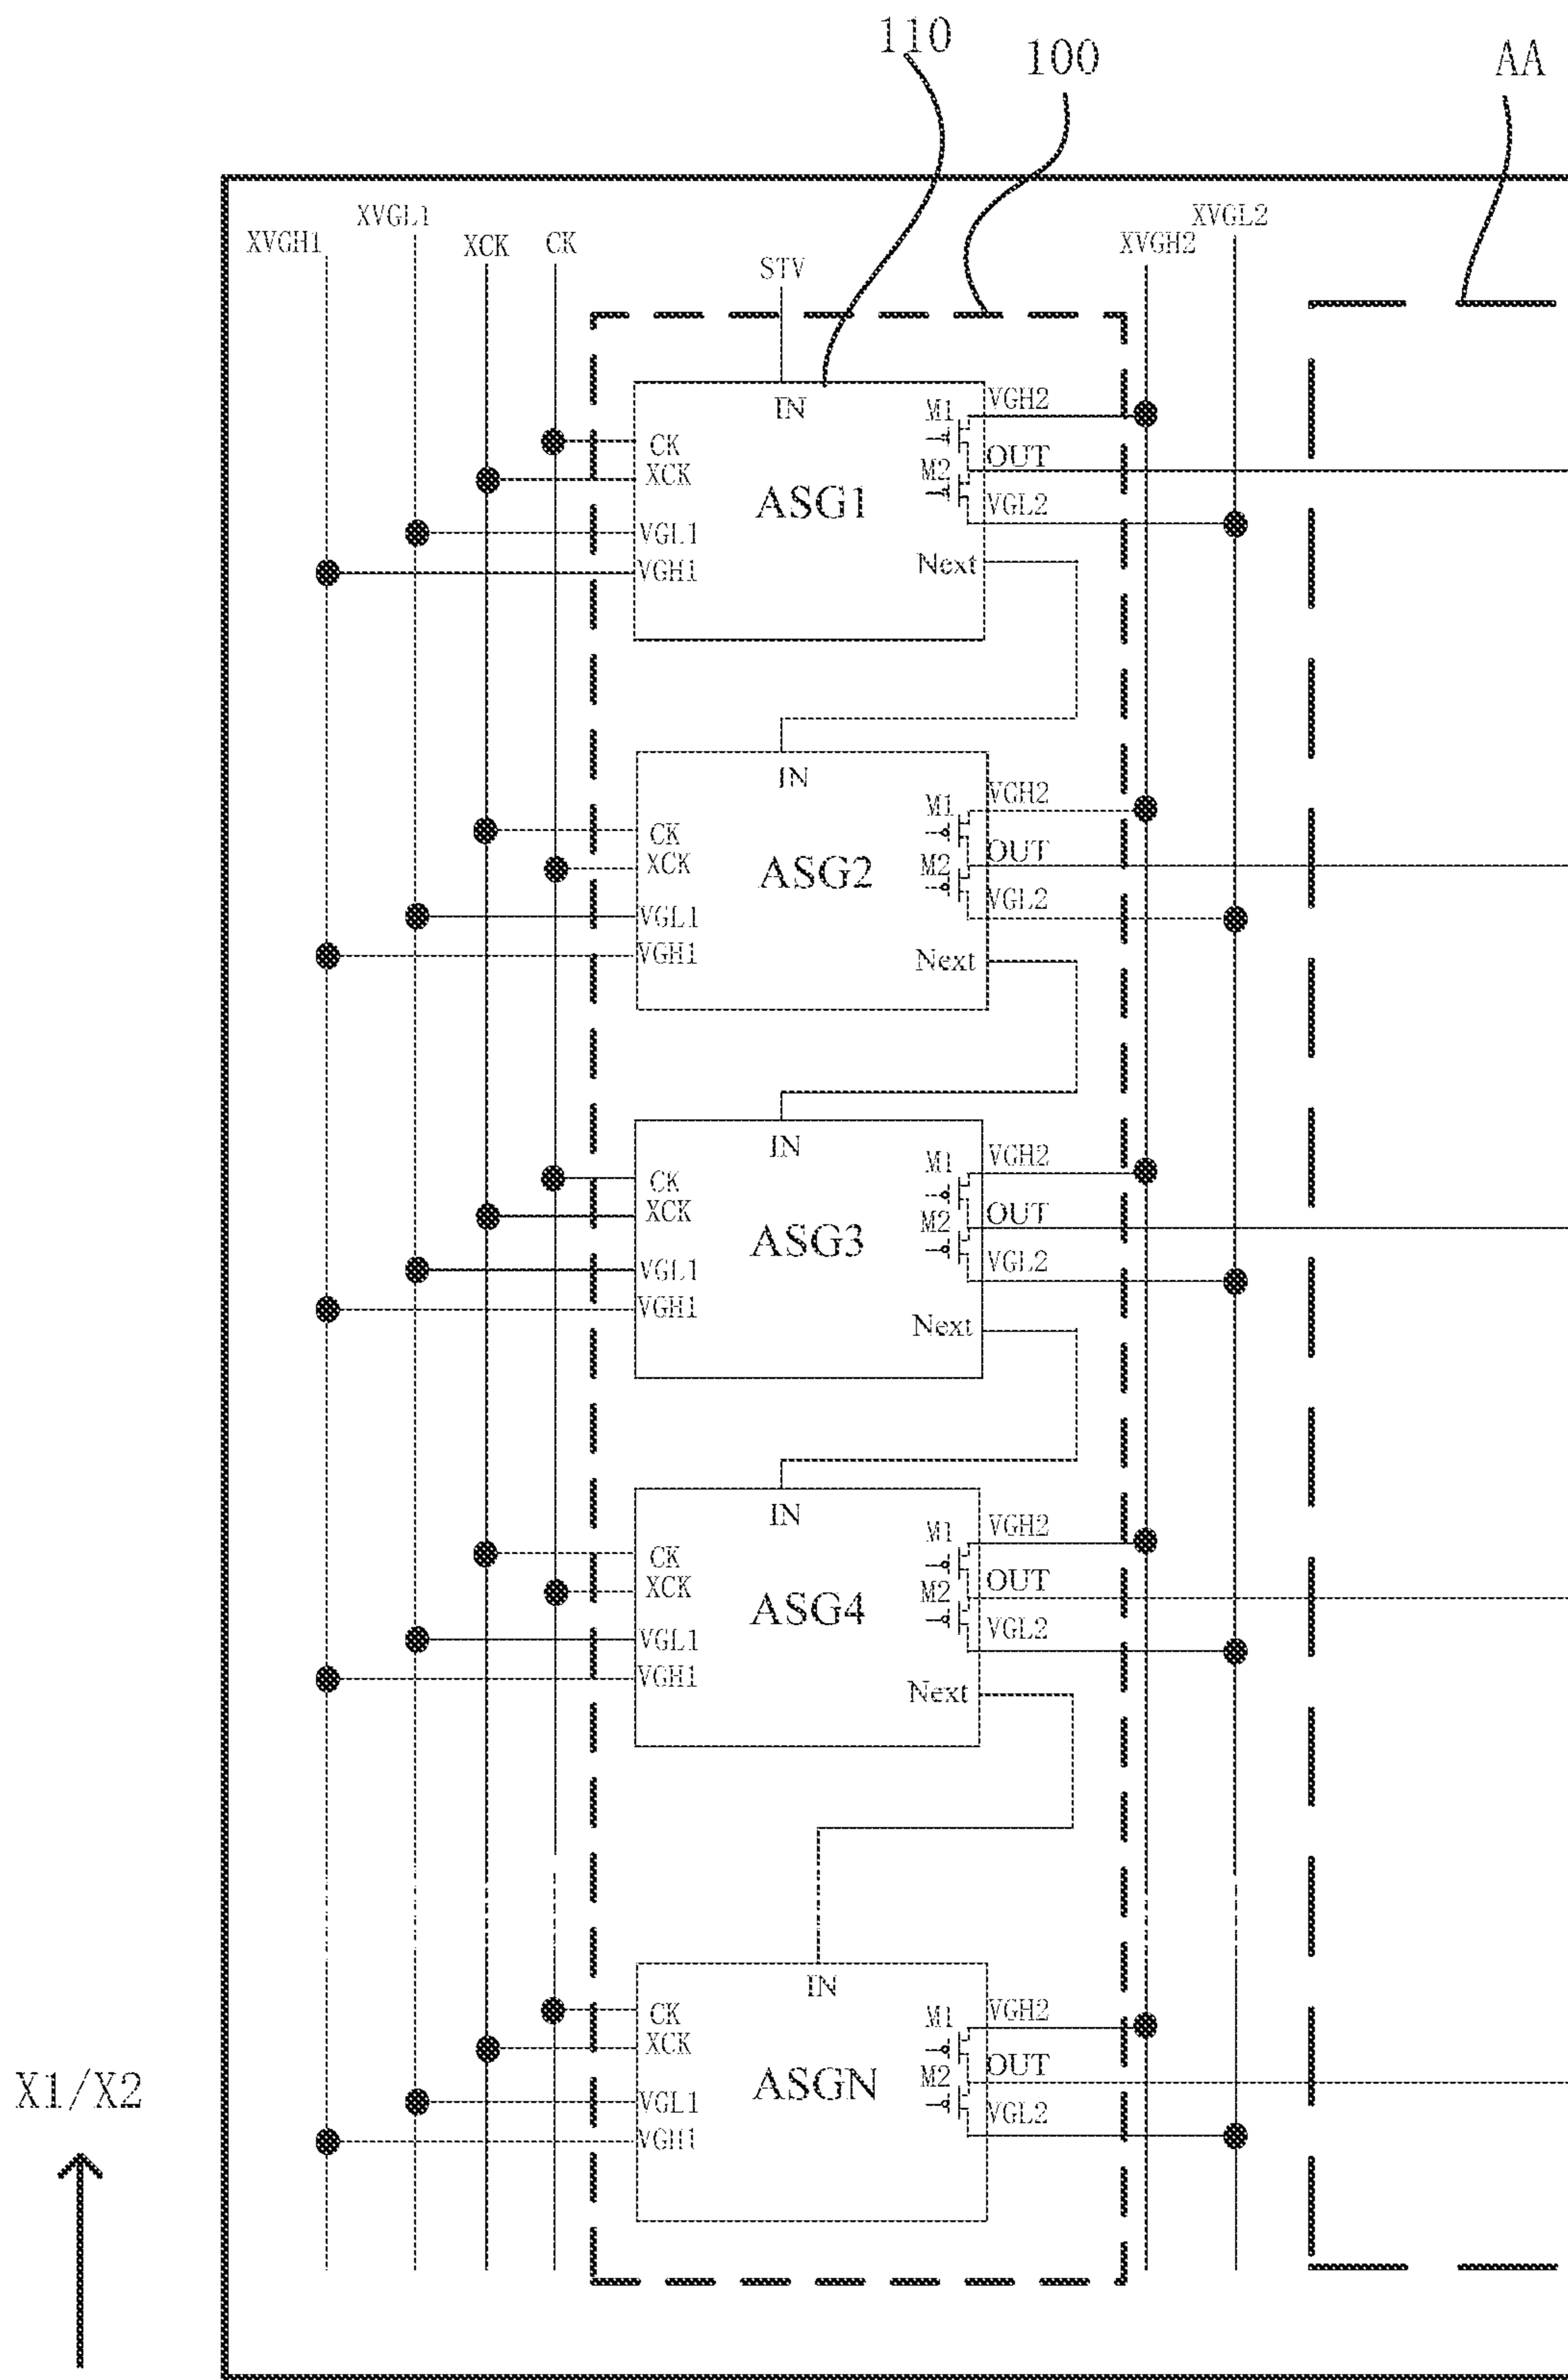 110
100
AA
XVGH1
XVGL1
XCK
CK
STV
XVGH2
XVGL2
IN
CK
XCK
VGL1
VGH1
ASG1
M1
M2
VGH2
OUT
VGL2
Next
IN
CK
XCK
VGL1
VGH1
ASG2
M1
M2
VGH2
OUT
VGL2
Next
IN
CK
XCK
VGL1
VGH1
ASG3
M1
M2
VGH2
OUT
VGL2
Next
IN
CK
XCK
VGL1
VGH1
ASG4
M1
M2
VGH2
OUT
VGL2
Next
IN
CK
XCK
VGL1
VGH1
ASGN
M1
M2
VGH2
OUT
VGL2
X1/X2